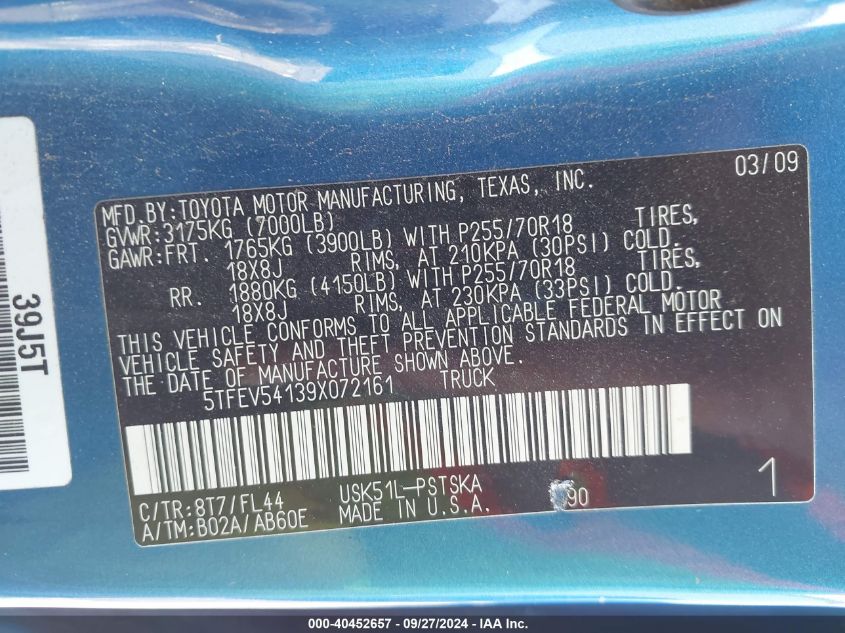 03/09
MFD.BY:TOYOTA MOTOR MANUFACTURING, TEXAS, INC.
GVWR:3175KG (7000LB)
GAWR:FRT. 1765KG (3900LB) WITH P255/70R18 TIRES,
18X8J RIMS, AT 210KPA (30PSI) COLD.
RR. 1880KG (4150LB) WITH P255/70R18 TIRES,
18X8J RIMS, AT 230KPA (33PSI) COLD.
THIS VEHICLE CONFORMS TO ALL APPLICABLE FEDERAL MOTOR
VEHICLE SAFETY AND THEFT PREVENTION STANDARDS IN EFFECT ON
THE DATE OF MANUFACTURE SHOWN ABOVE.
5TFEV54139X072161 TRUCK
C/TR:8T7/FL44 USK51L-PSTSKA
A/TM:B02A/AB60E MADE IN U.S.A. 90 1
39J5T
000-40452657 - 09/27/2024 - IAA Inc.